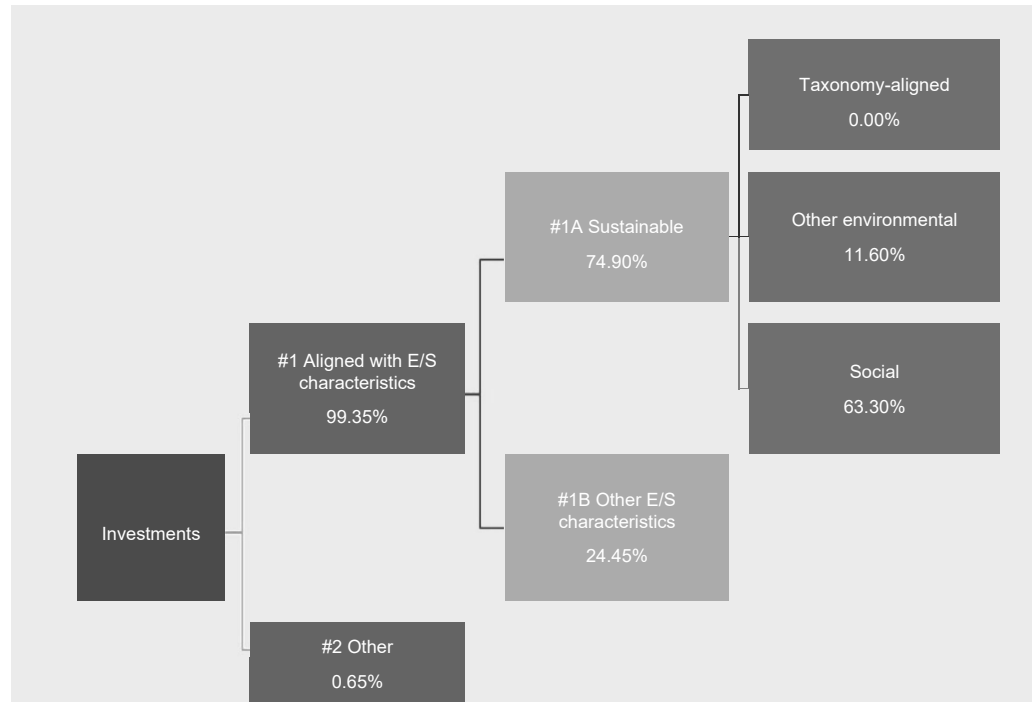 Investments
#1 Aligned with E/S
characteristics
99.35%
#2 Other
0.65%
#1A Sustainable
74.90%
#1B Other E/S
characteristics
24.45%
Taxonomy-aligned
0.00%
Other environmental
11.60%
Social
63.30%